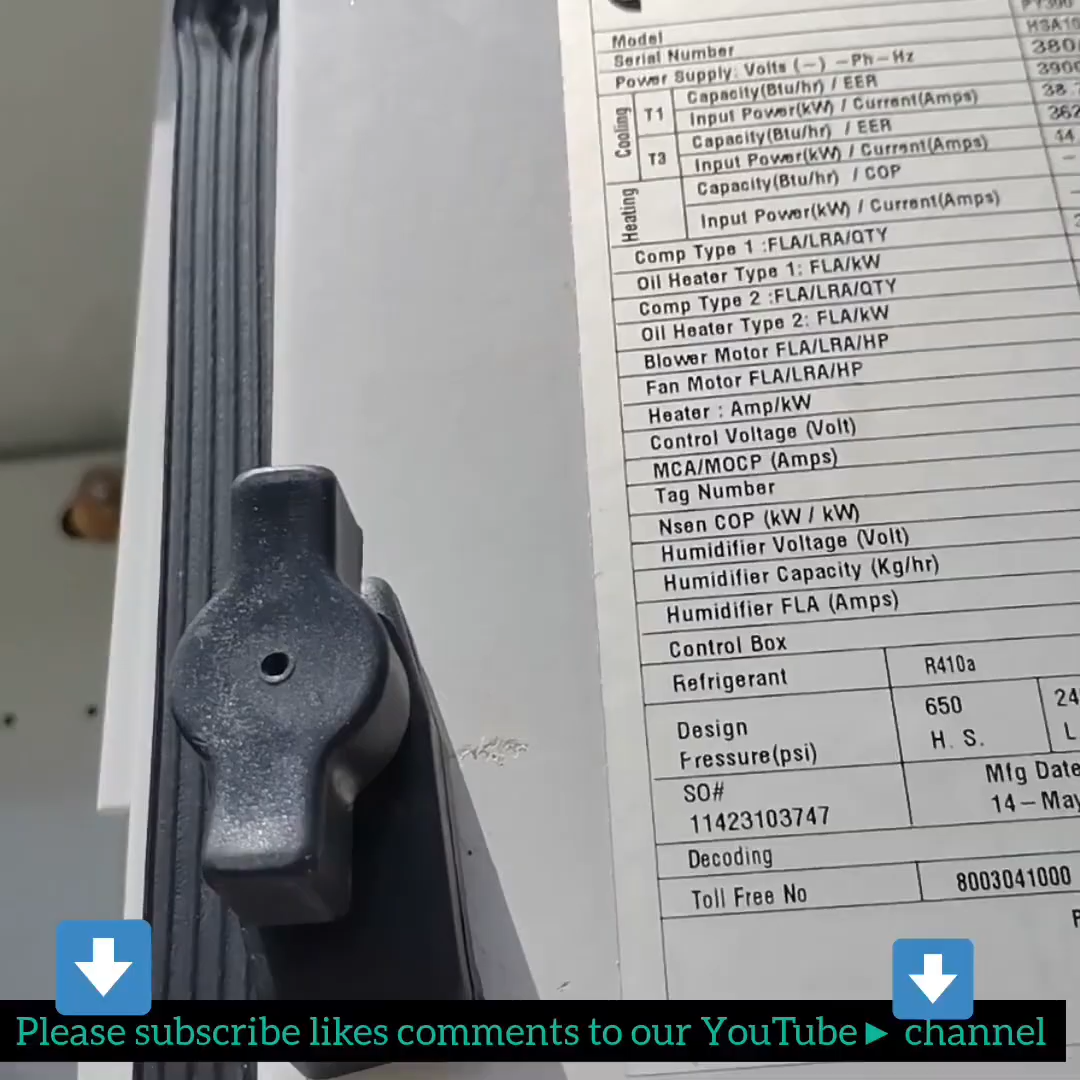 Model
Serial Number
Power Supply: Volts (~) -Ph-Hz 380
Cooling T1 Capacity(Btu/hr) / EER
Input Power(kW) / Current(Amps)
T3 Capacity(Btu/hr) / EER
Input Power(kW) / Current(Amps)
Heating Capacity(Btu/hr) / COP
Input Power(kW) / Current(Amps)
Comp Type 1 :FLA/LRA/QTY
Oil Heater Type 1: FLA/kW
Comp Type 2 :FLA/LRA/QTY
Oil Heater Type 2: FLA/kW
Blower Motor FLA/LRA/HP
Fan Motor FLA/LRA/HP
Heater : Amp/kW
Control Voltage (Volt)
MCA/MOCP (Amps)
Tag Number
Nsen COP (kW / kW)
Humidifier Voltage (Volt)
Humidifier Capacity (Kg/hr)
Humidifier FLA (Amps)
Control Box
Refrigerant R410a
Design Pressure(psi) 650 24
H. S. L
SO# Mfg Date
11423103747 14-May
Decoding
Toll Free No 8003041000
Please subscribe likes comments to our YouTube► channel